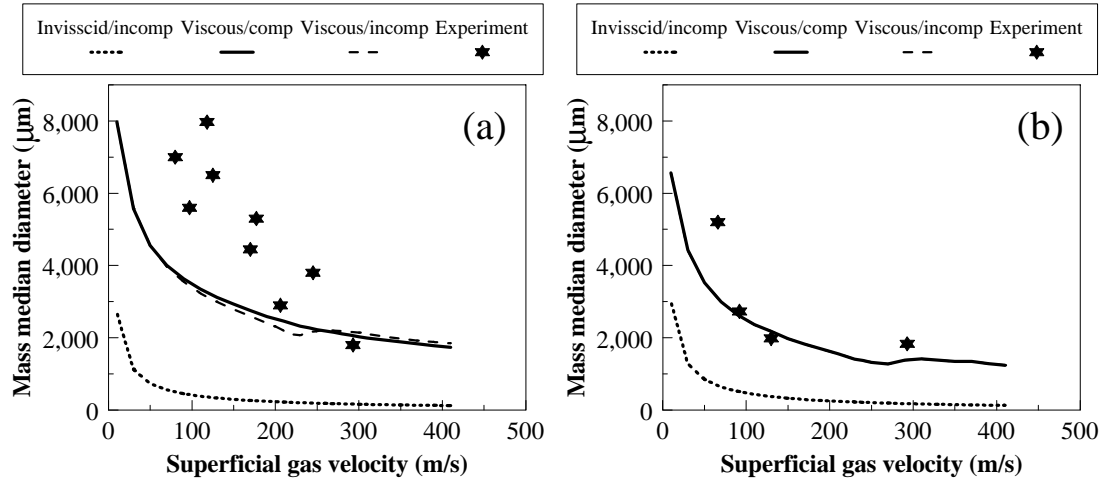 Invisscid/incomp Viscous/comp Viscous/incomp Experiment
(a)
Mass median diameter (μm)
8,000
6,000
4,000
2,000
0
0 100 200 300 400 500
Superficial gas velocity (m/s)
Invisscid/incomp Viscous/comp Viscous/incomp Experiment
(b)
Mass median diameter (μm)
8,000
6,000
4,000
2,000
0
0 100 200 300 400 500
Superficial gas velocity (m/s)